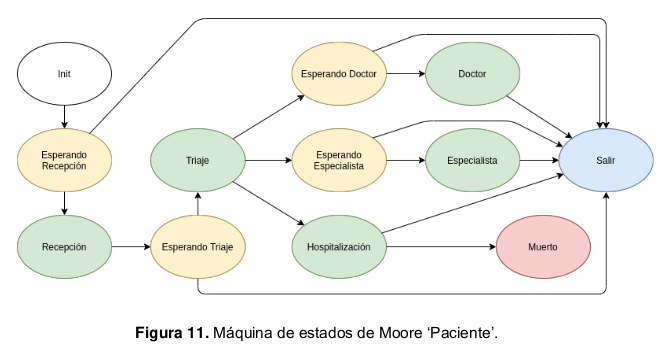 Init
Esperando Doctor
Doctor
Esperando
Recepción
Triaje
Esperando
Especialista
Especialista
Salir
Recepción
Esperando Triaje
Hospitalización
Muerto
Figura 11. Máquina de estados de Moore ‘Paciente’.